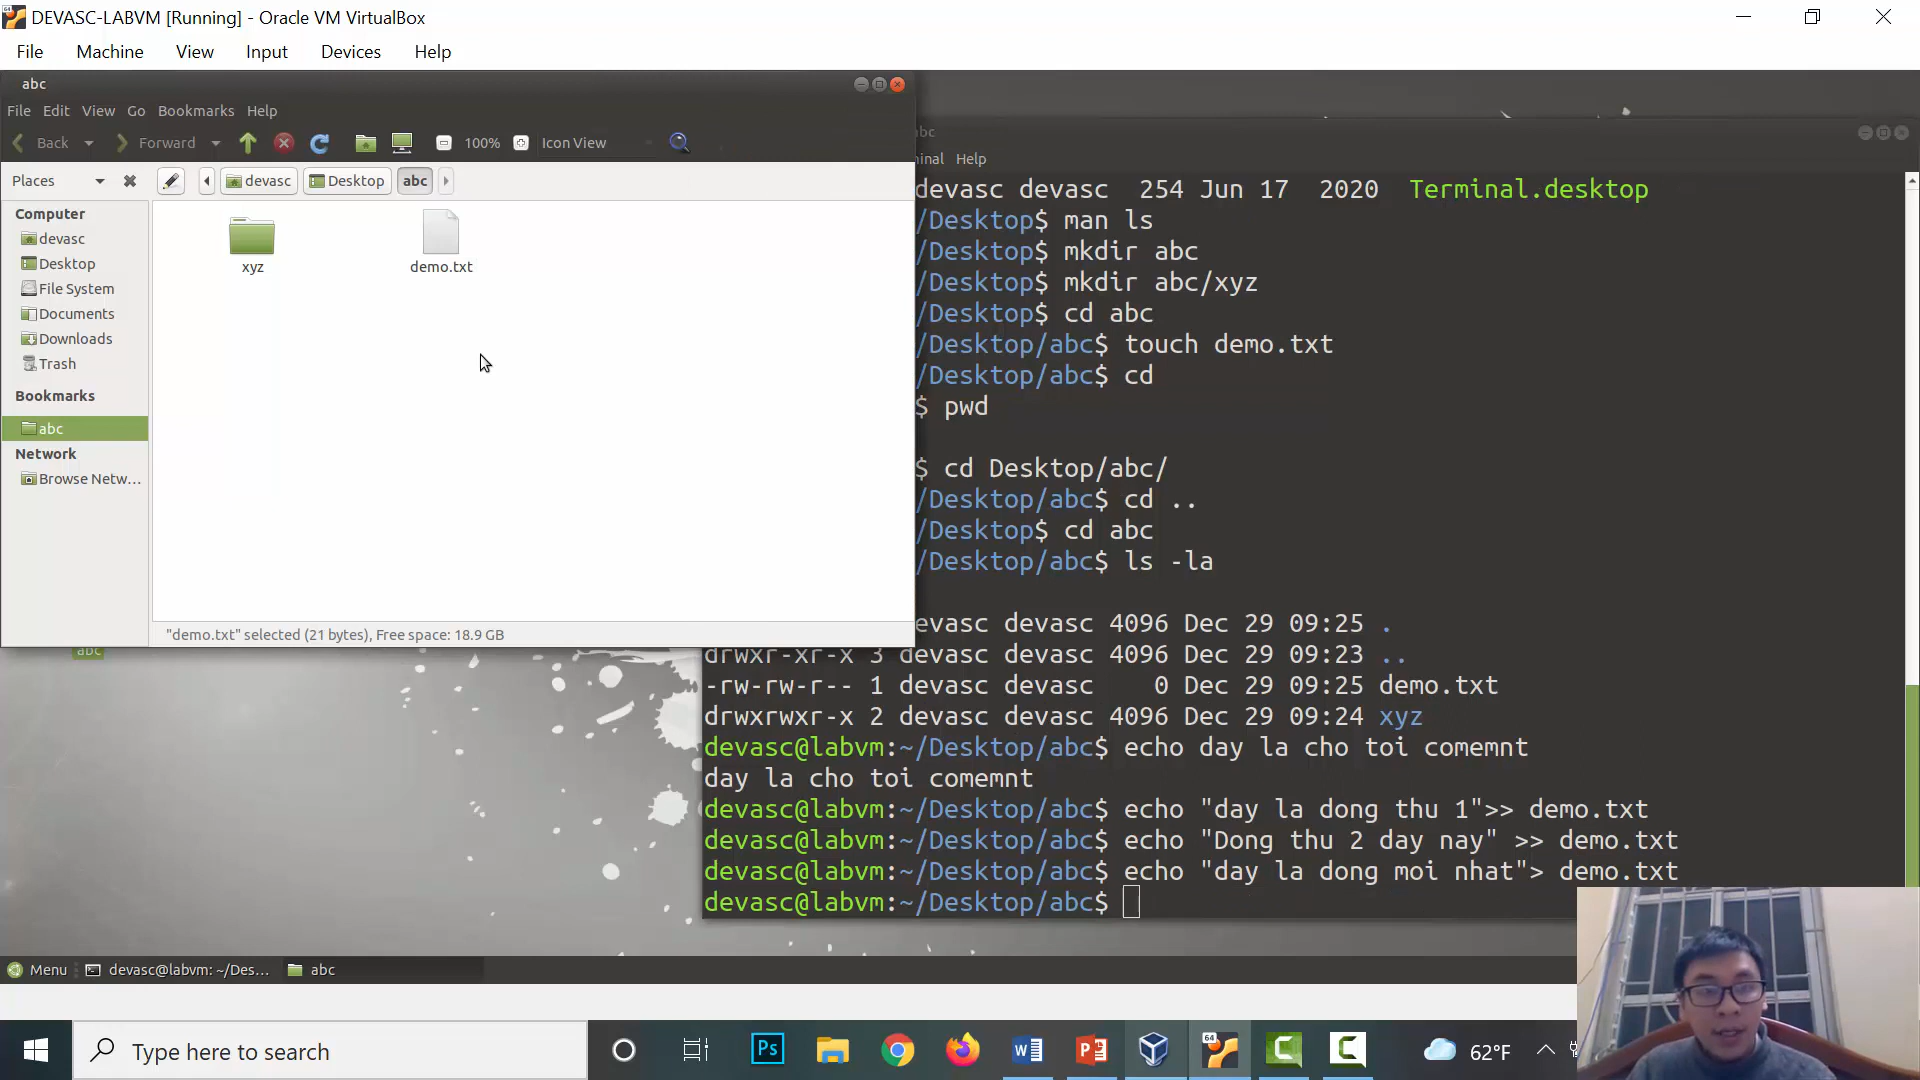 DEVASC-LABVM [Running] - Oracle VM VirtualBox
File Machine View Input Devices Help
abc
File Edit View Go Bookmarks Help
Back Forward 100% Icon View
Places devasc Desktop abc
Computer
devasc
Desktop
File System
Documents
Downloads
Trash
Bookmarks
abc
Network
Browse Netw...
xyz
demo.txt
"demo.txt" selected (21 bytes), Free space: 18.9 GB
abc
Help
devasc devasc 254 Jun 17 2020 Terminal.desktop
/Desktop$ man ls
/Desktop$ mkdir abc
/Desktop$ mkdir abc/xyz
/Desktop$ cd abc
/Desktop/abc$ touch demo.txt
/Desktop/abc$ cd
$ pwd
$ cd Desktop/abc/
/Desktop/abc$ cd ..
/Desktop$ cd abc
/Desktop/abc$ ls -la
devasc 4096 Dec 29 09:25 .
drwxr-xr-x 3 devasc devasc 4096 Dec 29 09:23 ..
-rw-rw-r-- 1 devasc devasc 0 Dec 29 09:25 demo.txt
drwxrwxr-x 2 devasc devasc 4096 Dec 29 09:24 xyz
devasc@labvm:~/Desktop/abc$ echo day la cho toi comemnt
day la cho toi comemnt
devasc@labvm:~/Desktop/abc$ echo "day la dong thu 1">> demo.txt
devasc@labvm:~/Desktop/abc$ echo "Dong thu 2 day nay" >> demo.txt
devasc@labvm:~/Desktop/abc$ echo "day la dong moi nhat"> demo.txt
devasc@labvm:~/Desktop/abc$
abc
Menu devasc@labvm: ~/Des... abc
Type here to search
Ps
64
62°F